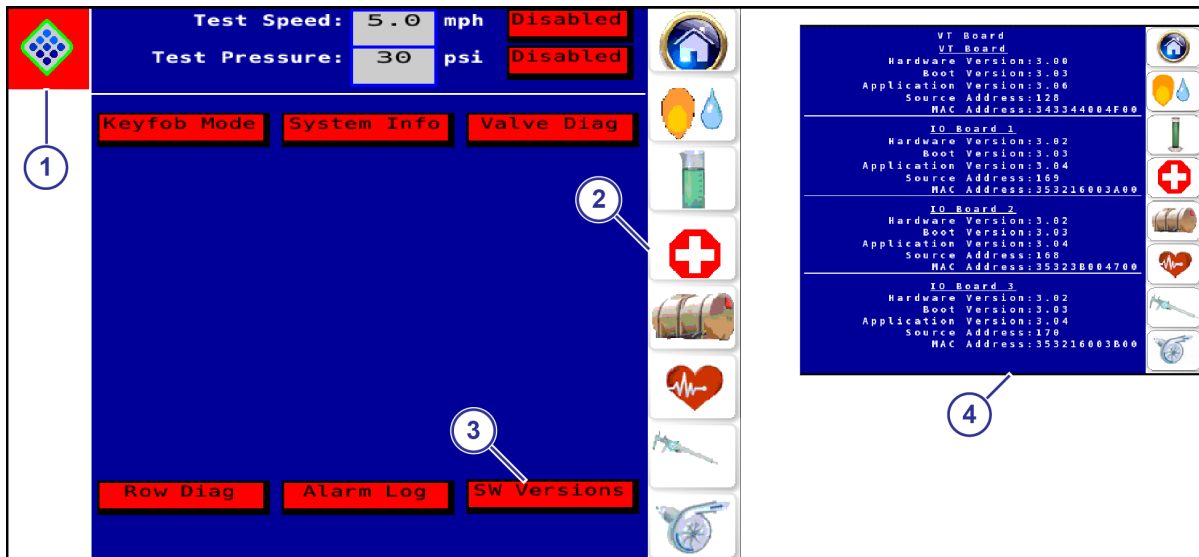 Test Speed: 5.0 mph Disabled
Test Pressure: 30 psi Disabled
Keyfob Mode System Info Valve Diag
1
2
3
Row Diag Alarm Log SW Versions
VT Board
VT Board
Hardware Version:3.00
Boot Version:3.03
Application Version:3.06
Source Address:128
MAC Address:343344004F00
IO Board 1
Hardware Version:3.02
Boot Version:3.03
Application Version:3.04
Source Address:169
MAC Address:353216003A00
IO Board 2
Hardware Version:3.02
Boot Version:3.03
Application Version:3.04
Source Address:168
MAC Address:35323B004700
IO Board 3
Hardware Version:3.02
Boot Version:3.03
Application Version:3.04
Source Address:170
MAC Address:353216003B00
4